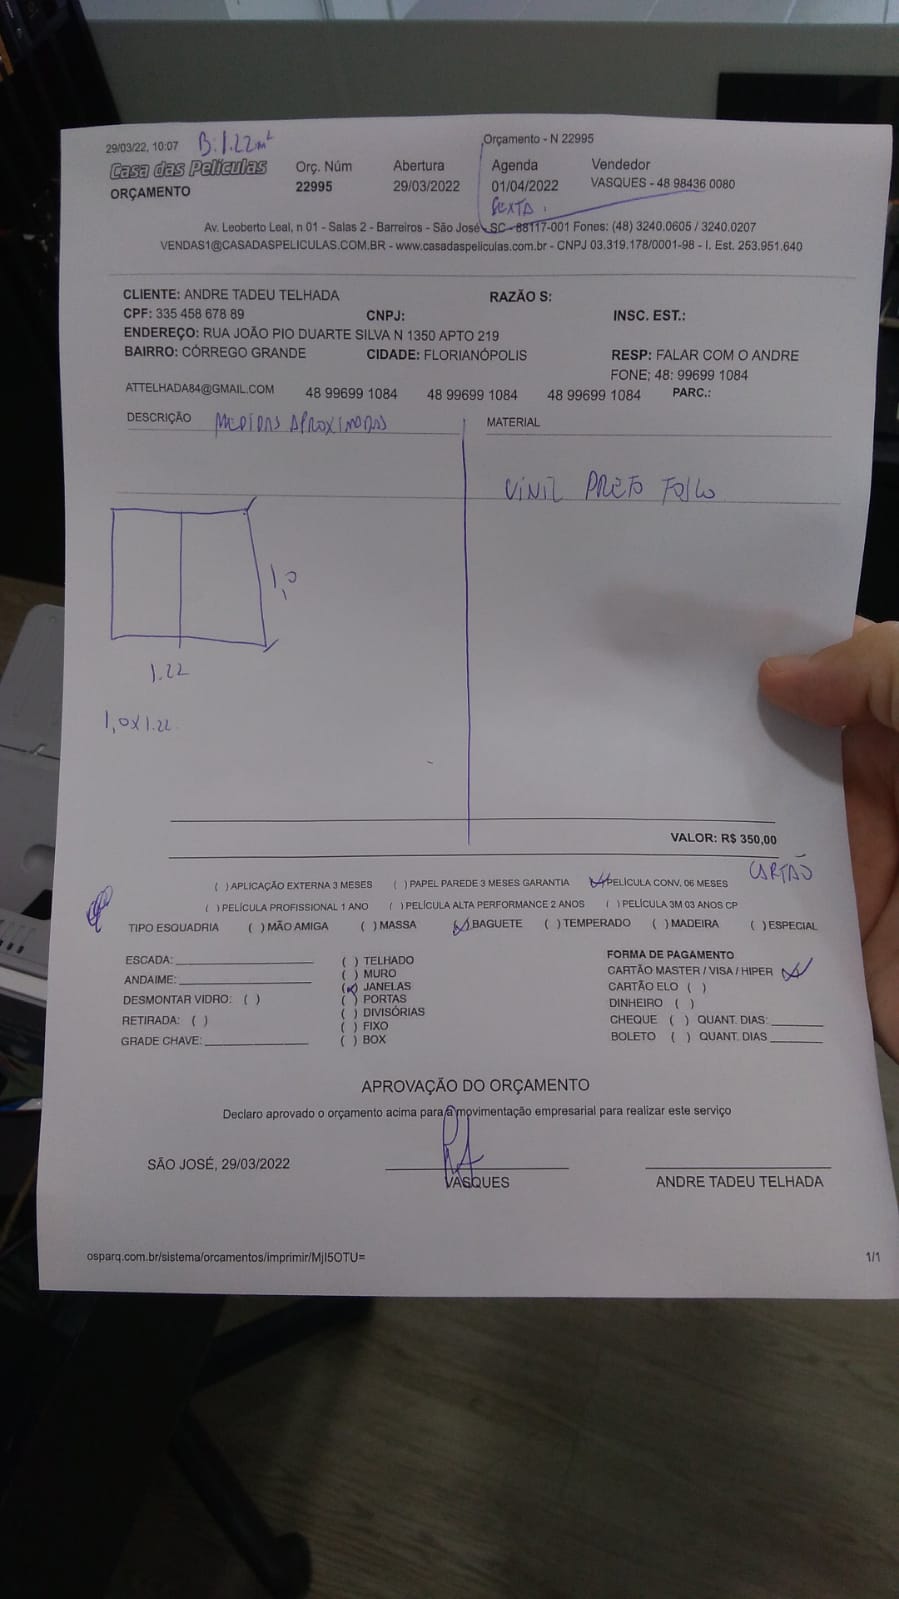 29/03/22, 10:07 B: 1.22m² Orçamento - N 22995
Casa das Películas Orç. Núm Abertura Agenda Vendedor
ORÇAMENTO 22995 29/03/2022 01/04/2022 VASQUES - 48 98436 0080
SEXTA
Av. Leoberto Leal, n 01 - Salas 2 - Barreiros - São José - SC - 88117-001 Fones: (48) 3240.0605 / 3240.0207
VENDAS1@CASADASPELICULAS.COM.BR - www.casadaspeliculas.com.br - CNPJ 03.319.178/0001-98 - I. Est. 253.951.640
CLIENTE: ANDRE TADEU TELHADA RAZÃO S:
CPF: 335 458 678 89 CNPJ: INSC. EST.:
ENDEREÇO: RUA JOÃO PIO DUARTE SILVA N 1350 APTO 219
BAIRRO: CÓRREGO GRANDE CIDADE: FLORIANÓPOLIS RESP: FALAR COM O ANDRE
FONE; 48: 99699 1084
ATTELHADA84@GMAIL.COM 48 99699 1084 48 99699 1084 48 99699 1084 PARC.:
DESCRIÇÃO MEDIDAS APROXIMADAS MATERIAL
VINIL PRETO FOSCO
1,0
1.22
1,0x1.22
VALOR: R$ 350,00
CARTÃO
( ) APLICAÇÃO EXTERNA 3 MESES ( ) PAPEL PAREDE 3 MESES GARANTIA ( ) PELÍCULA CONV. 06 MESES
( ) PELÍCULA PROFISSIONAL 1 ANO ( ) PELÍCULA ALTA PERFORMANCE 2 ANOS ( ) PELÍCULA 3M 03 ANOS CP
TIPO ESQUADRIA ( ) MÃO AMIGA ( ) MASSA ( ) BAGUETE ( ) TEMPERADO ( ) MADEIRA ( ) ESPECIAL
ESCADA: ( ) TELHADO FORMA DE PAGAMENTO
ANDAIME: ( ) MURO CARTÃO MASTER / VISA / HIPER
DESMONTAR VIDRO: ( ) ( ) JANELAS CARTÃO ELO ( )
RETIRADA: ( ) ( ) PORTAS DINHEIRO ( )
GRADE CHAVE: ( ) DIVISÓRIAS CHEQUE ( ) QUANT. DIAS:
( ) FIXO BOLETO ( ) QUANT. DIAS
( ) BOX
APROVAÇÃO DO ORÇAMENTO
Declaro aprovado o orçamento acima para a movimentação empresarial para realizar este serviço
SÃO JOSÉ, 29/03/2022
VASQUES ANDRE TADEU TELHADA
osparq.com.br/sistema/orcamentos/imprimir/MjI5OTU= 1/1